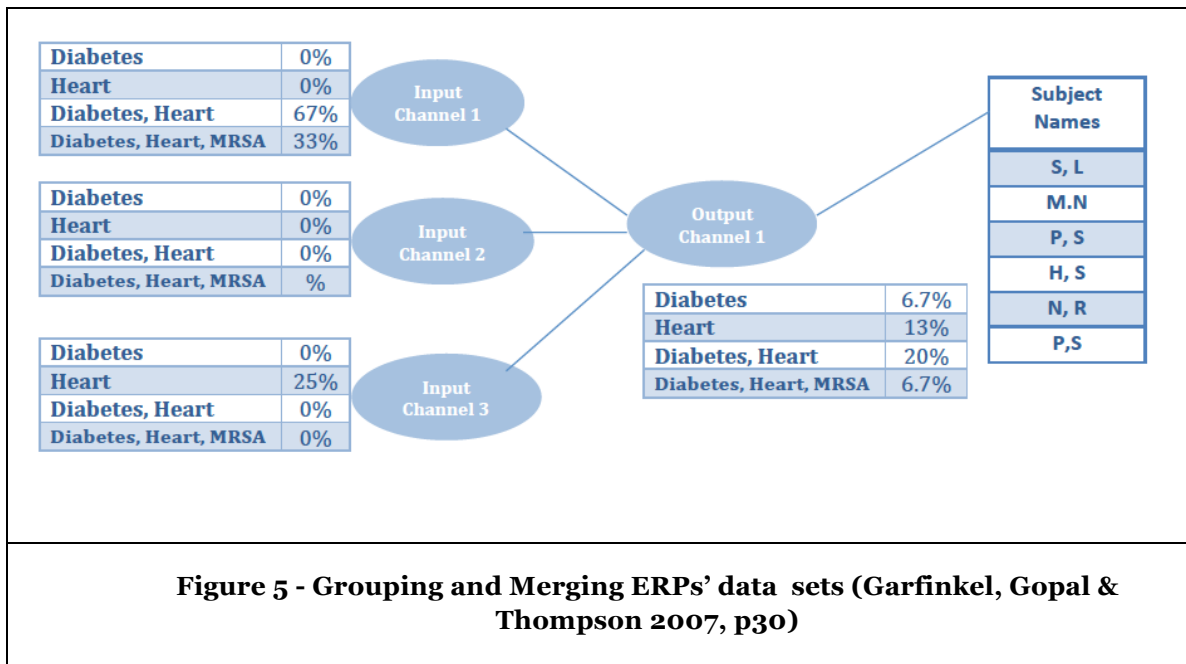 Diabetes 0%
Heart 0%
Diabetes, Heart 67%
Diabetes, Heart, MRSA 33%
Input
Channel 1
Diabetes 0%
Heart 0%
Diabetes, Heart 0%
Diabetes, Heart, MRSA %
Input
Channel 2
Diabetes 0%
Heart 25%
Diabetes, Heart 0%
Diabetes, Heart, MRSA 0%
Input
Channel 3
Output
Channel 1
Diabetes 6.7%
Heart 13%
Diabetes, Heart 20%
Diabetes, Heart, MRSA 6.7%
Subject
Names
S, L
M.N
P, S
H, S
N, R
P,S
Figure 5 - Grouping and Merging ERPs’ data sets (Garfinkel, Gopal &
Thompson 2007, p30)